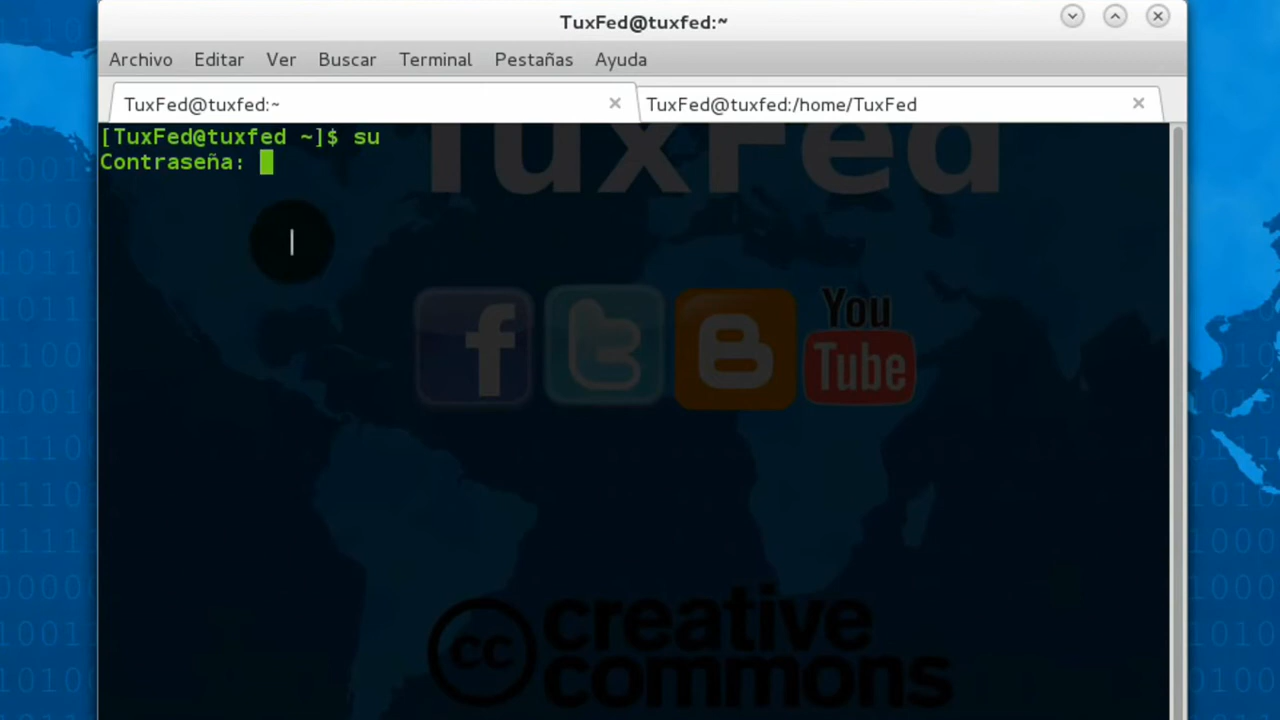 TuxFed@tuxfed:~
Archivo Editar Ver Buscar Terminal Pestañas Ayuda
TuxFed@tuxfed:~ TuxFed@tuxfed:/home/TuxFed
[TuxFed@tuxfed ~]$ su
Contraseña:
TuxFed
You
Tube
cc creative
commons